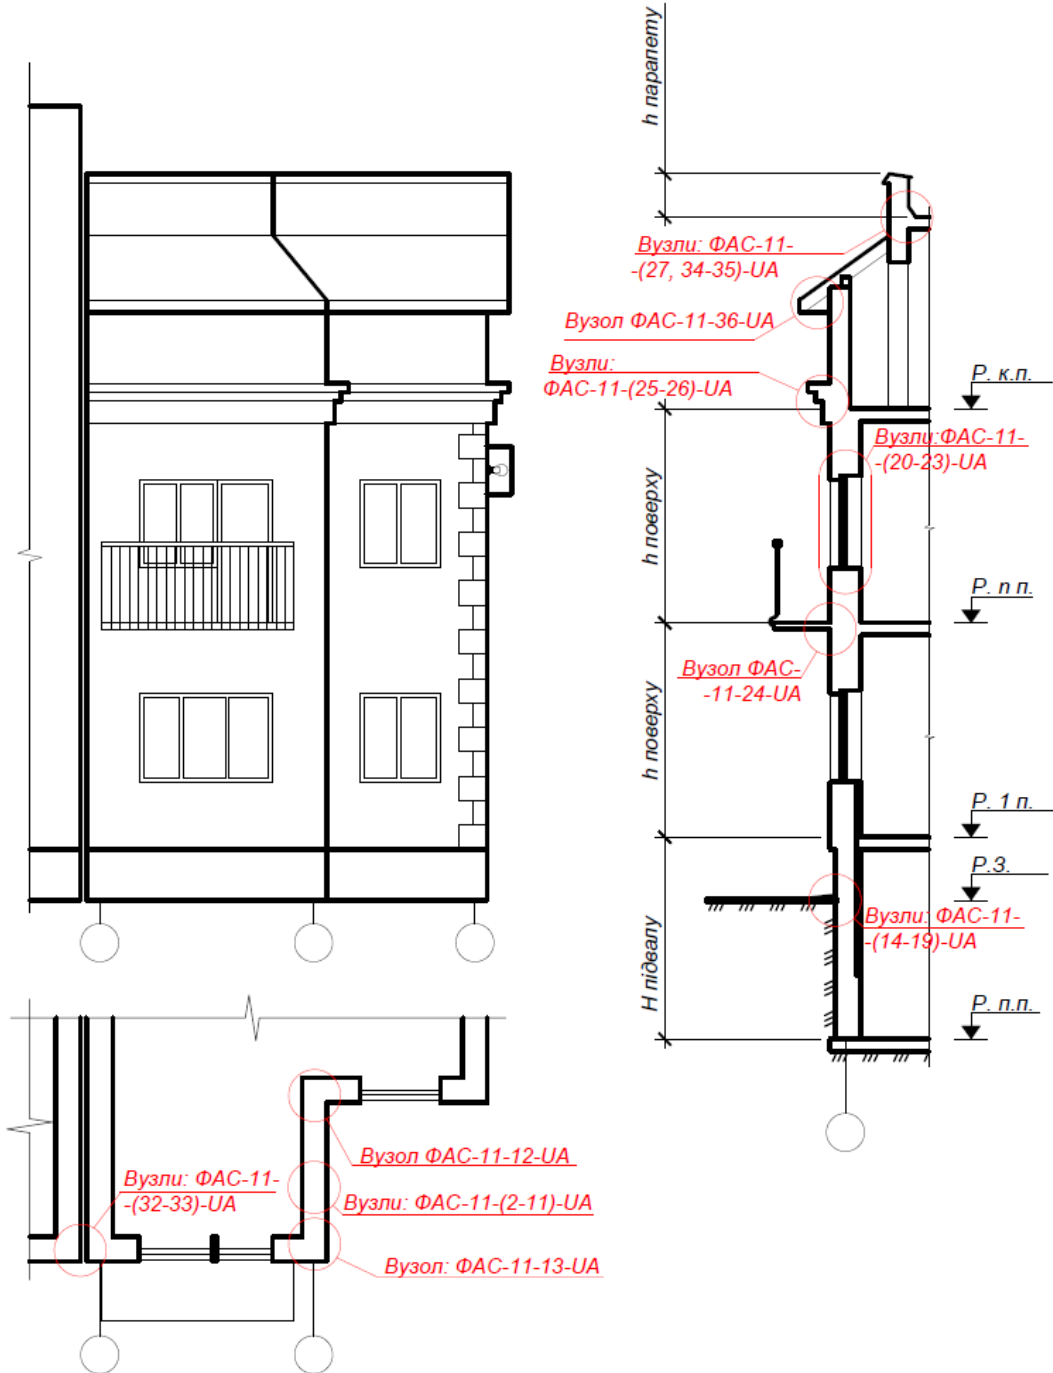 h парапету
Вузли: ФАС-11-
-(27, 34-35)-UA
Вузол ФАС-11-36-UA
Вузли:
ФАС-11-(25-26)-UA
Р. к.п.
Вузли:ФАС-11-
-(20-23)-UA
h поверху
Р. п п.
Вузол ФАС-
-11-24-UA
h поверху
Р. 1 п.
Р.З.
Вузли: ФАС-11-
-(14-19)-UA
Н підвалу
Р. п.п.
Вузол ФАС-11-12-UA
Вузли: ФАС-11-
-(32-33)-UA
Вузли: ФАС-11-(2-11)-UA
Вузол: ФАС-11-13-UA